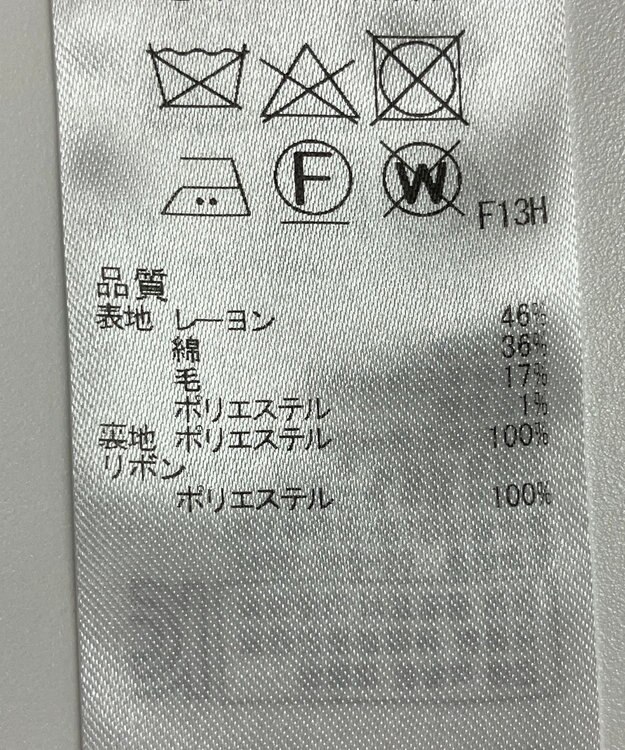 F W F13H
品質
表地 レーヨン 46%
綿 36%
毛 17%
ポリエステル 1%
裏地 ポリエステル 100%
リボン
ポリエステル 100%